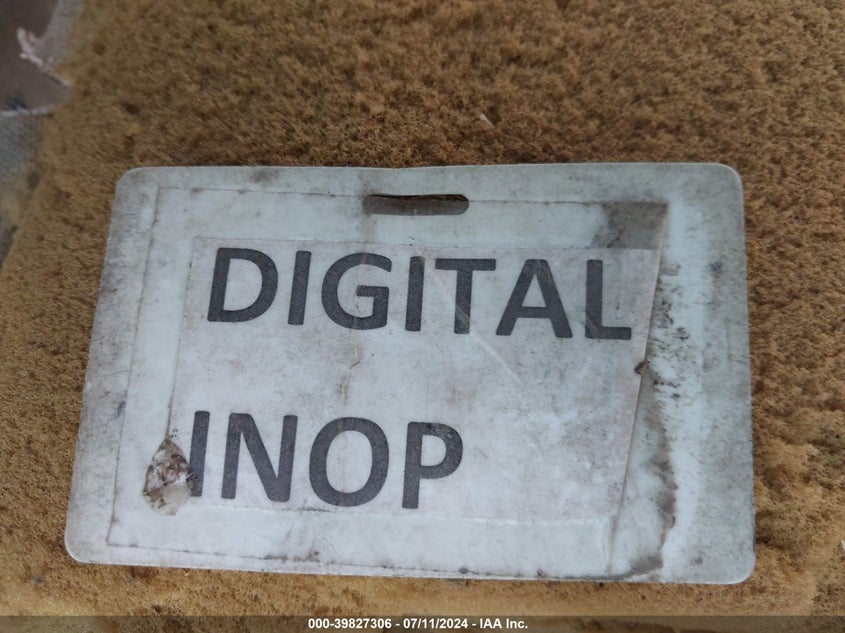 DIGITAL
INOP
000-39827306 - 07/11/2024 - IAA Inc.